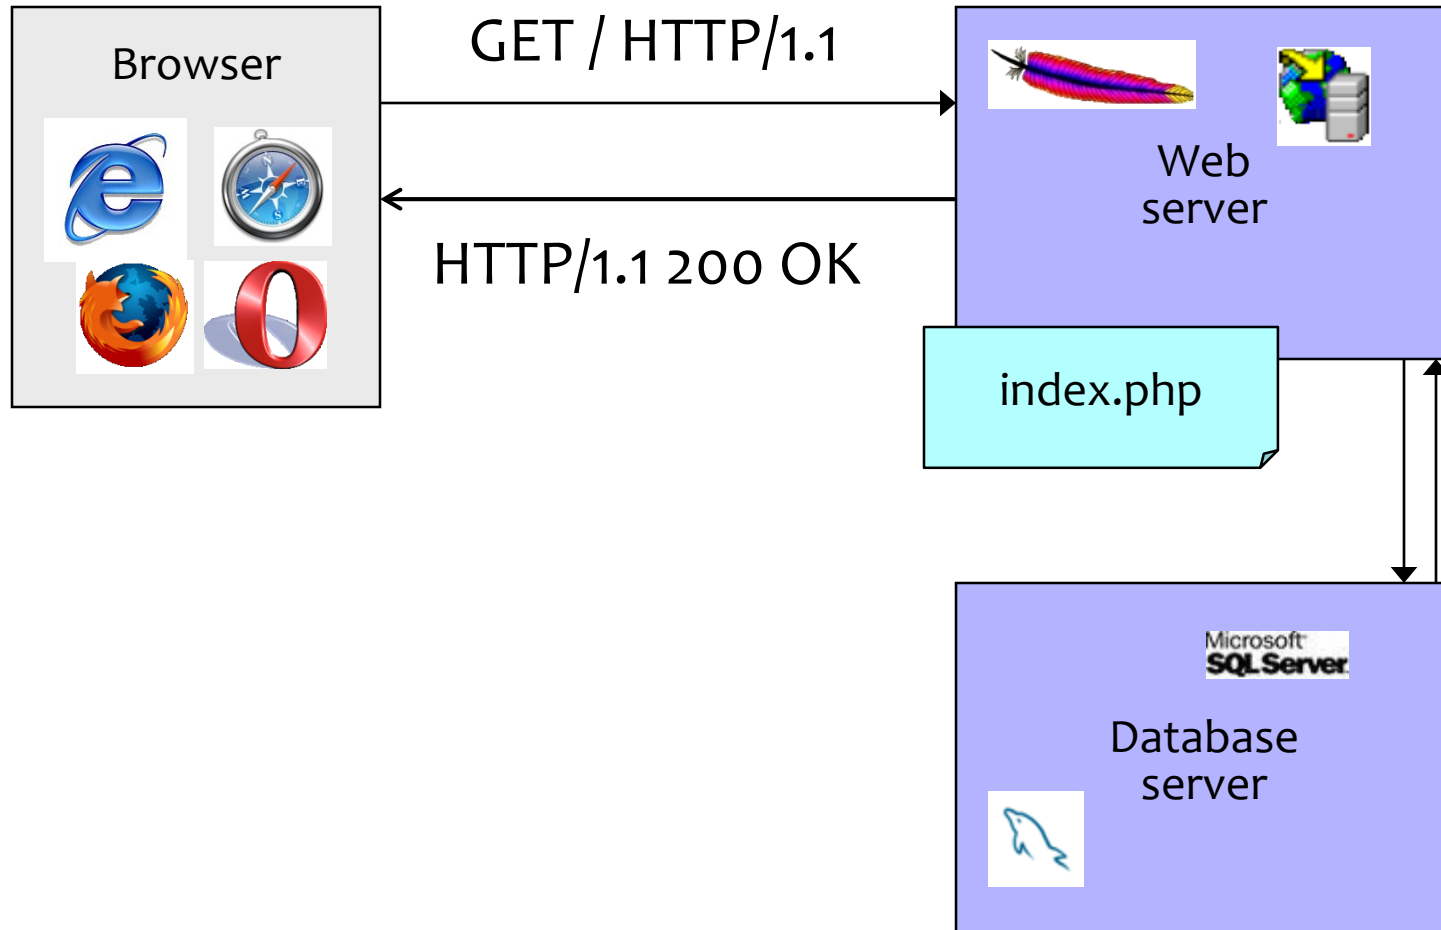 Browser
GET / HTTP/1.1
HTTP/1.1 200 OK
Web
server
index.php
Microsoft
SQL Server
Database
server